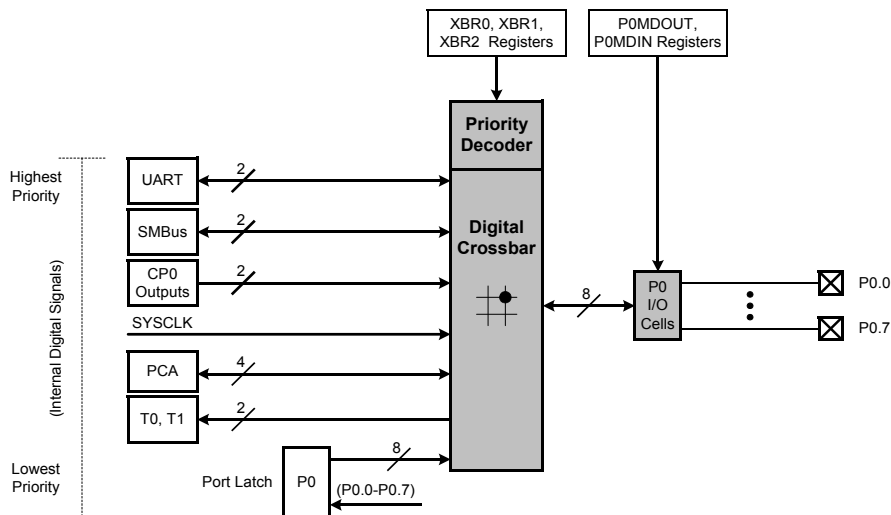 XBR0, XBR1,
XBR2 Registers
P0MDOUT,
P0MDIN Registers
Priority
Decoder
Highest
Priority
UART
2
SMBus
2
Digital
Crossbar
CP0
Outputs
2
8
P0
I/O
Cells
P0.0
P0.7
SYSCLK
(Internal Digital Signals)
PCA
4
T0, T1
2
Lowest
Priority
Port Latch
P0
8
(P0.0-P0.7)